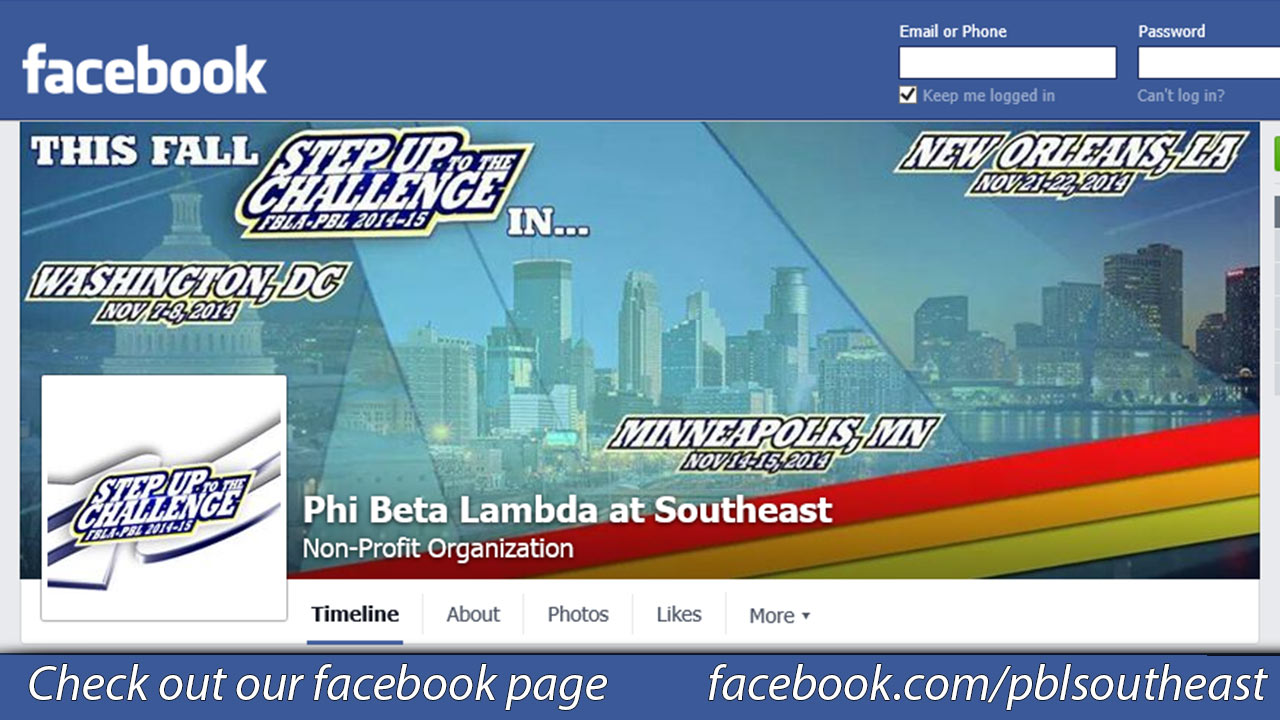 facebook
Email or Phone
Password
Keep me logged in
Can't log in?
THIS FALL
STEP UP TO THE
CHALLENGE
FBLA-PBL 2014-15
IN...
NEW ORLEANS, LA
NOV 21-22, 2014
WASHINGTON, DC
NOV 7-8, 2014
MINNEAPOLIS, MN
NOV 14-15, 2014
STEP UP TO THE
CHALLENGE
FBLA-PBL 2014-15
Phi Beta Lambda at Southeast
Non-Profit Organization
Timeline About Photos Likes More
Check out our facebook page
facebook.com/pblsoutheast